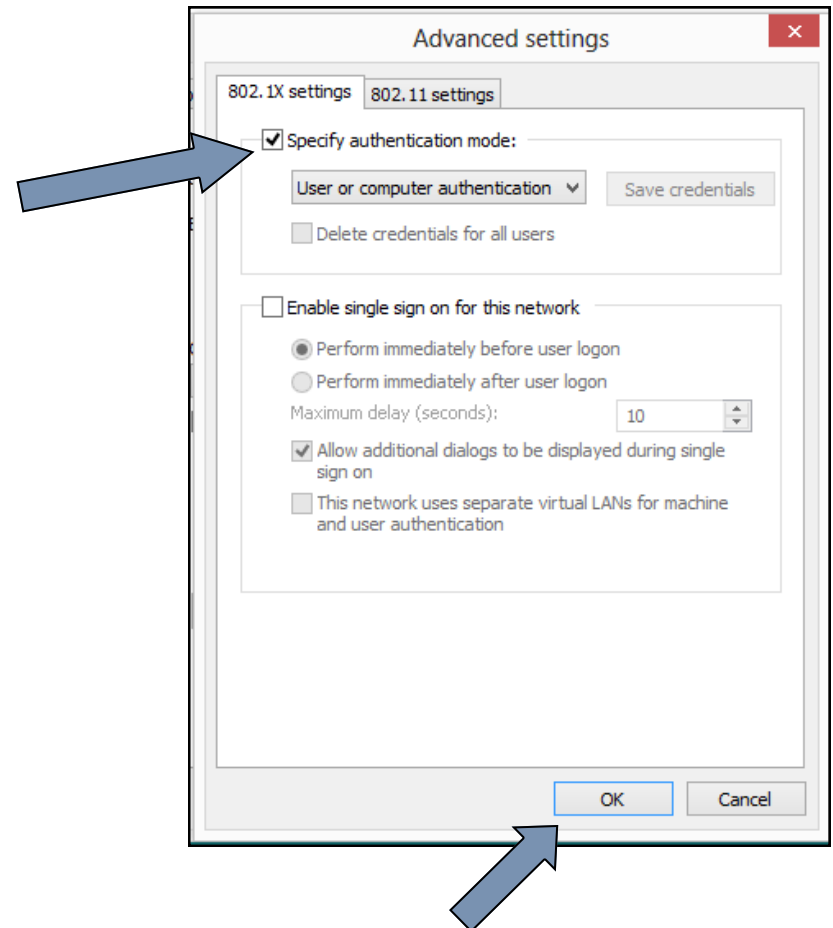 Advanced settings
802.1X settings
802.11 settings
Specify authentication mode:
User or computer authentication
Save credentials
Delete credentials for all users
Enable single sign on for this network
Perform immediately before user logon
Perform immediately after user logon
Maximum delay (seconds):
10
Allow additional dialogs to be displayed during single
sign on
This network uses separate virtual LANs for machine
and user authentication
OK
Cancel